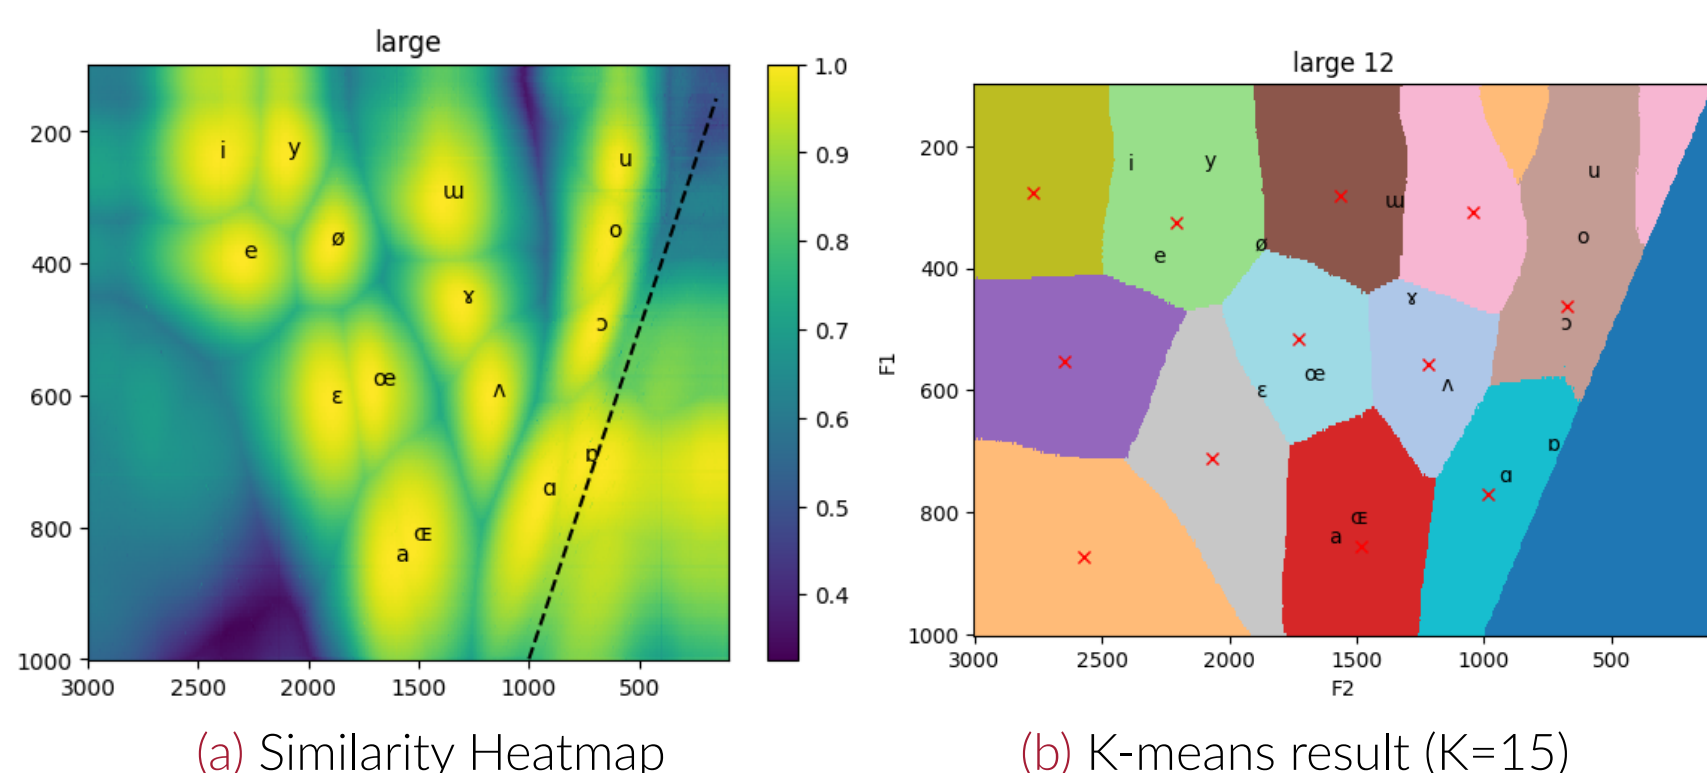 large
1.0
i y u 200 0.9
ɯ
o
e ø 0.8
400
ɤ
ɔ 0.7
œ
ɛ ʌ
600 0.6
ɒ
ɑ
0.5
800 ɶ
a
0.4
1000
3000 2500 2000 1500 1000 500
(a) Similarity Heatmap
large 12
200
i y u
ɯ
o
e ø
400
ɤ
ɔ
F1
œ
ɛ ʌ
600
ɒ
ɑ
800 ɶ
a
1000
3000 2500 2000 1500 1000 500
F2
(b) K-means result (K=15)